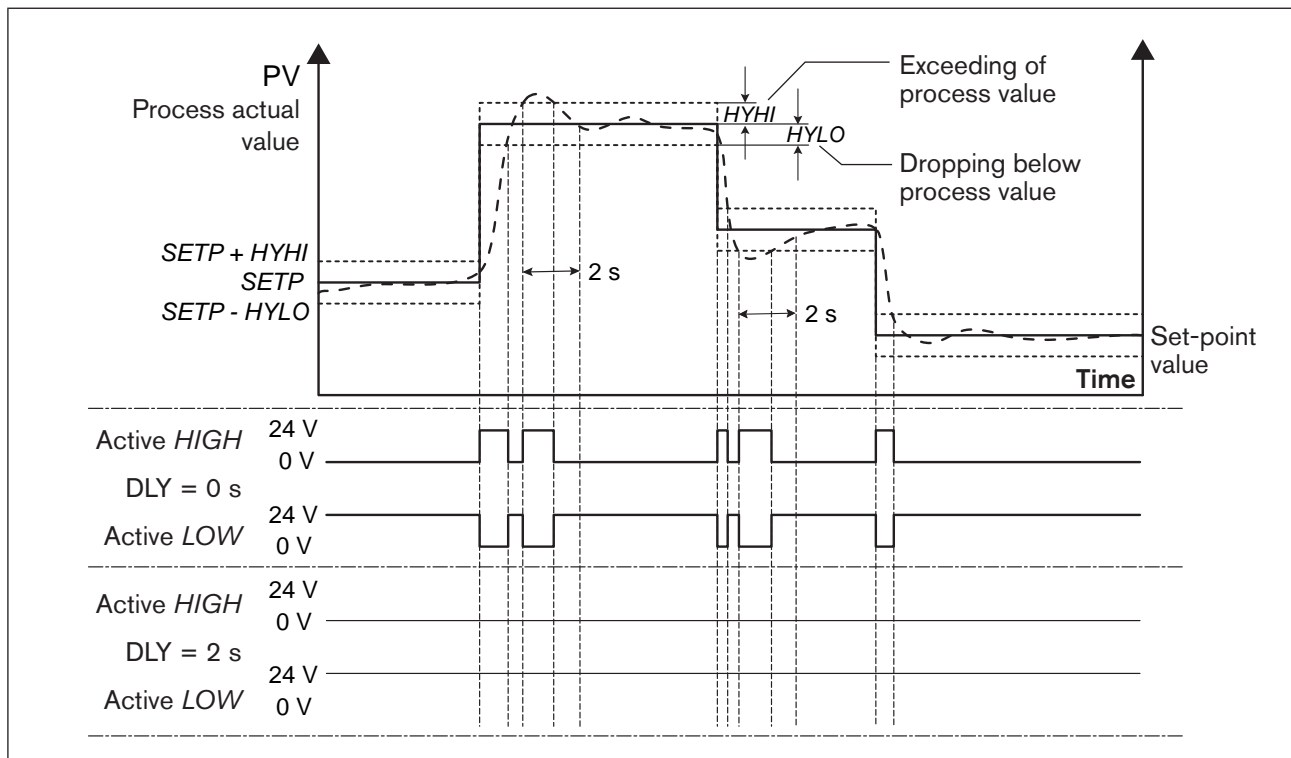 PV
Process actual
value
Exceeding of
process value
HYHI
HYLO
Dropping below
process value
SETP + HYHI
SETP
SETP - HYLO
2 s
2 s
Set-point
value
Time
Active HIGH
24 V
0 V
DLY = 0 s
Active LOW
24 V
0 V
Active HIGH
24 V
0 V
DLY = 2 s
Active LOW
24 V
0 V